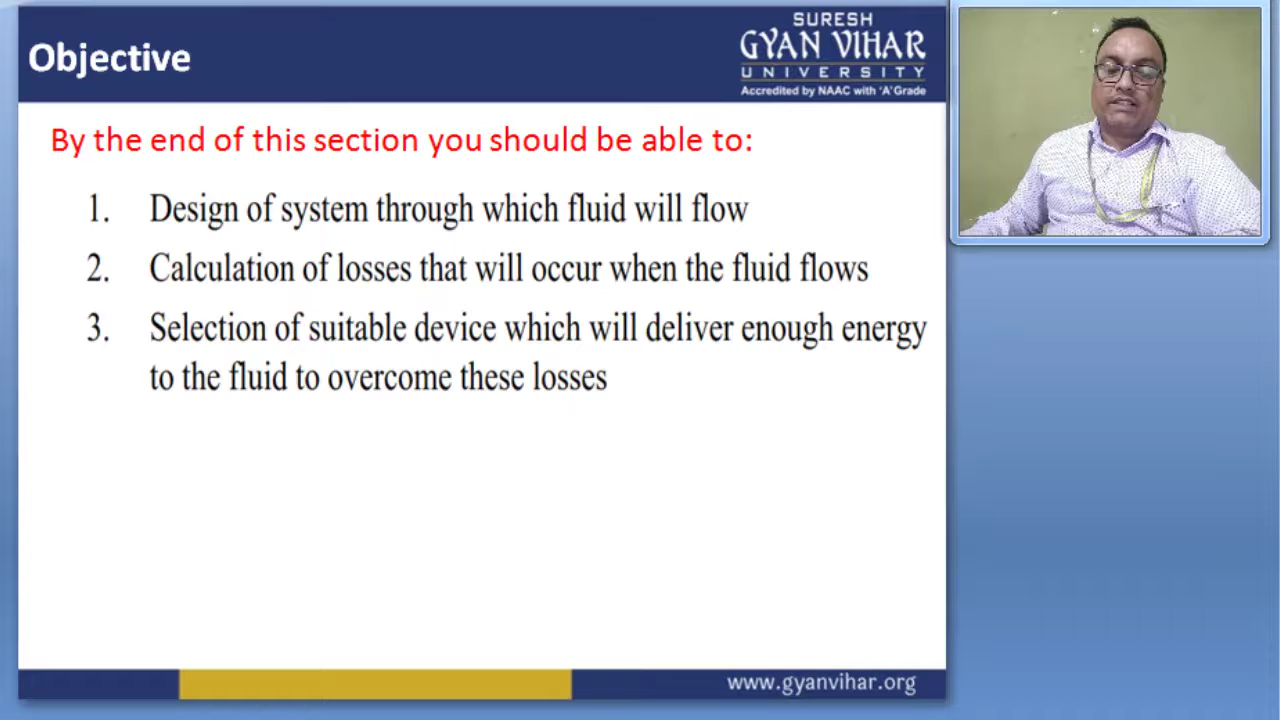 Objective
SURESH
GYAN VIHAR
UNIVERSITY
Accredited by NAAC with 'A' Grade
By the end of this section you should be able to:
1. Design of system through which fluid will flow
2. Calculation of losses that will occur when the fluid flows
3. Selection of suitable device which will deliver enough energy
to the fluid to overcome these losses
www.gyanvihar.org